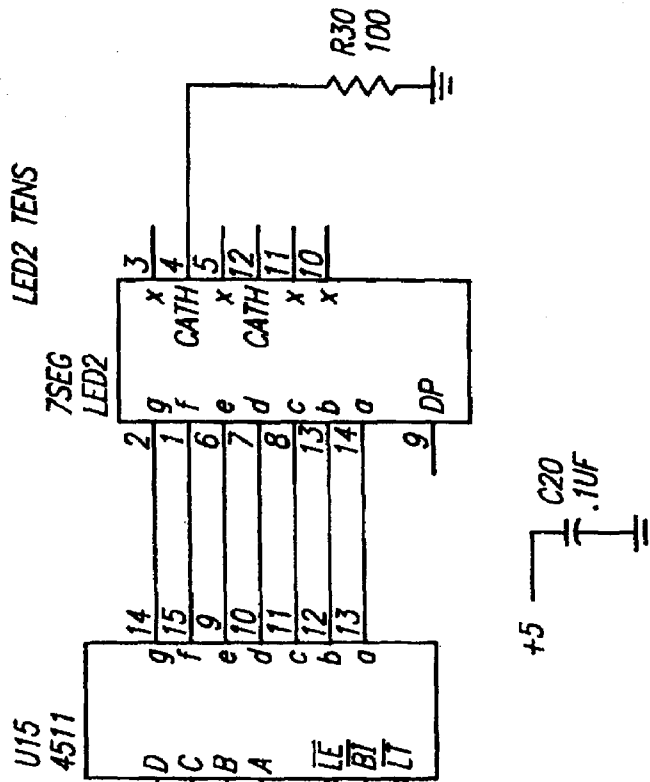 LED2 TENS
R30
100
7SEG
LED2
3
4
5
12
11
10
x
CATH
x
CATH
x
x
g
f
e
d
c
b
a
DP
2
1
6
7
8
13
14
9
U15
4511
14
15
9
10
11
12
13
g
f
e
d
c
b
a
D
C
B
A
LE
BI
LT
C20
.1UF
+5